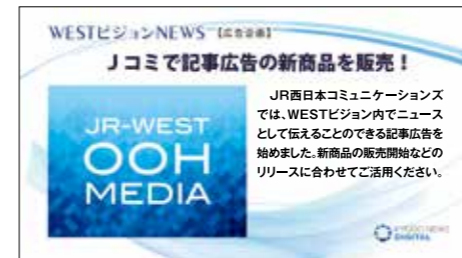 WESTビジョンNEWS 【広告企画】
Jコミで記事広告の新商品を販売！
JR-WEST
OOH
MEDIA
JR西日本コミュニケーションズ
では、WESTビジョン内でニュース
として伝えることのできる記事広告を
始めました。新商品の販売開始などの
リリースに合わせてご活用ください。
KYODO NEWS
DIGITAL